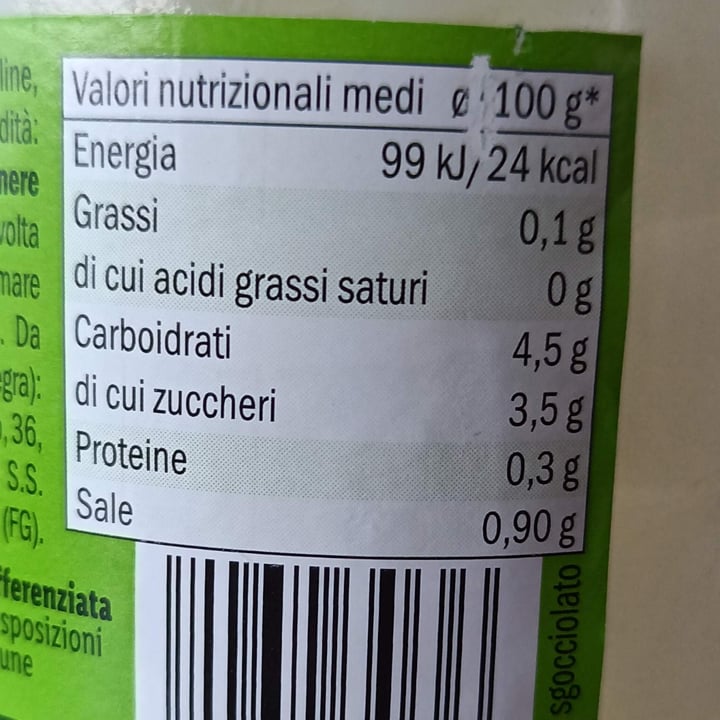 Valori nutrizionali medi ø 100 g*
Energia 99 kJ/24 kcal
Grassi 0,1 g
di cui acidi grassi saturi 0 g
Carboidrati 4,5 g
di cui zuccheri 3,5 g
Proteine 0,3 g
Sale 0,90 g
line,
dità:
nere
volta
mare
. Da
egra):
, 36,
S.S.
(FG).
fferenziata
sposizioni
une
sgocciolato